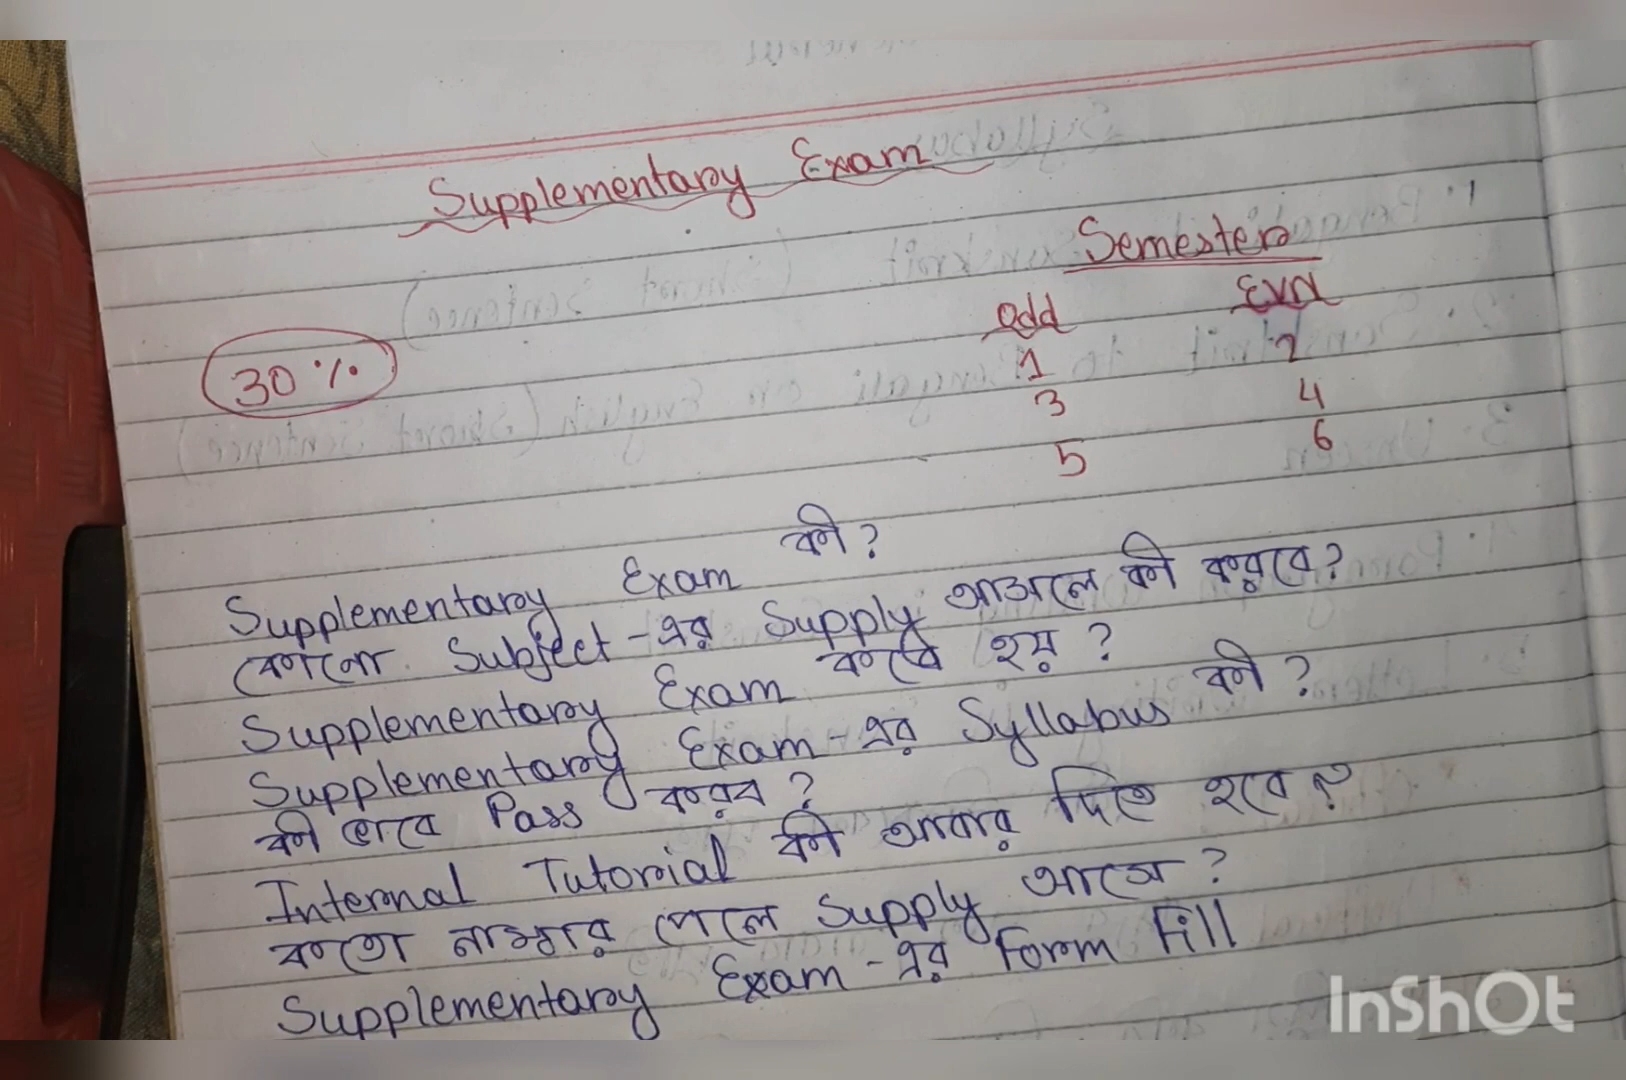 Supplementary Exam
Semester
odd EVN
1 2
30%
3 4
5 6
Supplementary Exam কী?
কোনো Subject-এর Supply আসলে কী করবে?
Supplementary Exam কবে হয়?
Supplementary Exam-এর Syllabus কী?
কী ভাবে Pass করব?
Internal Tutorial কী আবার দিতে হবে?
কতো নাম্বার পেলে Supply আসে?
Supplementary Exam-এর Form Fill
InShOt